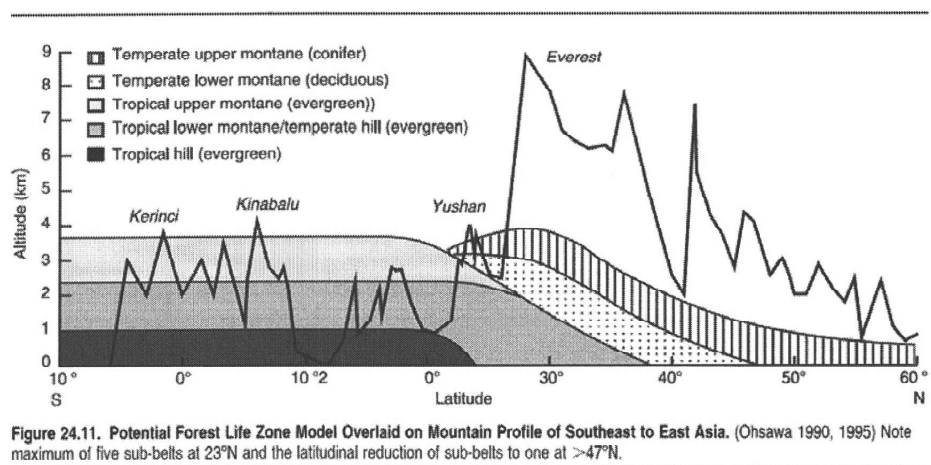 9
8
7
6
5
4
3
2
1
0
Altitude (km)
Temperate upper montane (conifer)
Temperate lower montane (deciduous)
Tropical upper montane (evergreen))
Tropical lower montane/temperate hill (evergreen)
Tropical hill (evergreen)
Everest
Kerinci
Kinabalu
Yushan
10° 0° 10°2 0° 30° 40° 50° 60°
S Latitude N
Figure 24.11. Potential Forest Life Zone Model Overlaid on Mountain Profile of Southeast to East Asia. (Ohsawa 1990, 1995) Note
maximum of five sub-belts at 23°N and the latitudinal reduction of sub-belts to one at >47°N.